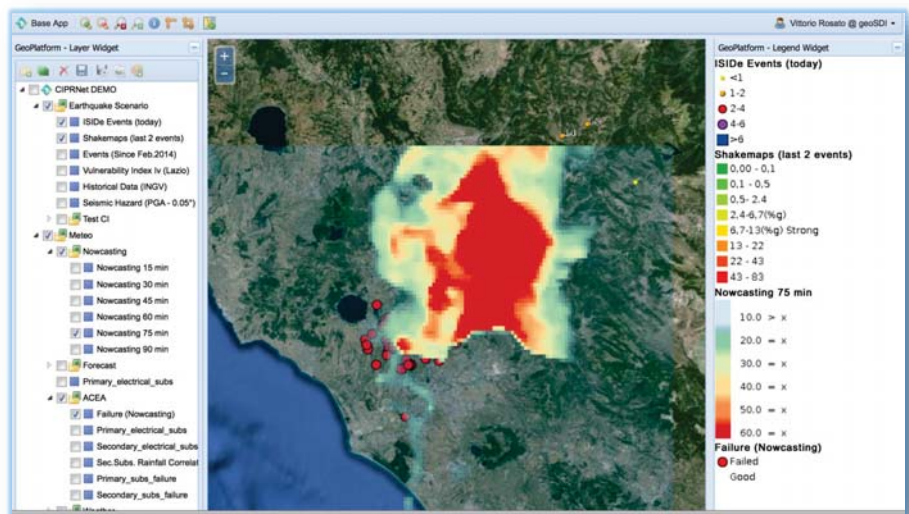 Base App
Vittorio Rosato @ geoSDI
GeoPlatform - Layer Widget
CIPRNet DEMO
Earthquake Scenario
ISIDe Events (today)
Shakemaps (last 2 events)
Events (Since Feb.2014)
Vulnerability Index Iv (Lazio)
Historical Data (INGV)
Seismic Hazard (PGA - 0.05°)
Test CI
Meteo
Nowcasting
Nowcasting 15 min
Nowcasting 30 min
Nowcasting 45 min
Nowcasting 60 min
Nowcasting 75 min
Nowcasting 90 min
Forecast
Primary_electrical_subs
ACEA
Failure (Nowcasting)
Primary_electrical_subs
Secondary_electrical_subs
Sec.Subs. Rainfall Correlat
Primary_subs_failure
Secondary_subs_failure
GeoPlatform - Legend Widget
ISIDe Events (today)
<1
1-2
2-4
4-6
>6
Shakemaps (last 2 events)
0,00 - 0,1
0,1 - 0,5
0,5- 2.4
2,4-6,7(%g)
6,7-13(%g) Strong
13 - 22
22 - 43
43 - 83
Nowcasting 75 min
10.0 > x
20.0 = x
30.0 = x
40.0 = x
50.0 = x
60.0 = x
Failure (Nowcasting)
Failed
Good